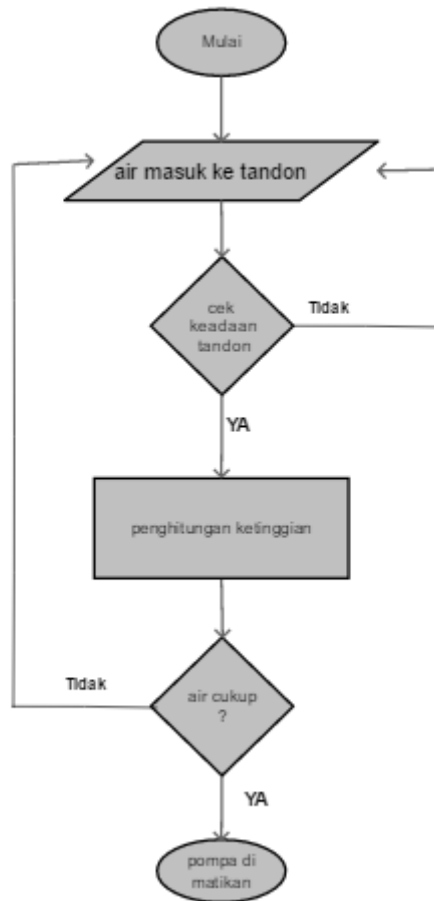 Mulai
air masuk ke tandon
cek
keadaan
tandon
Tidak
YA
penghitungan ketinggian
Tidak
air cukup
?
YA
pompa di
matikan